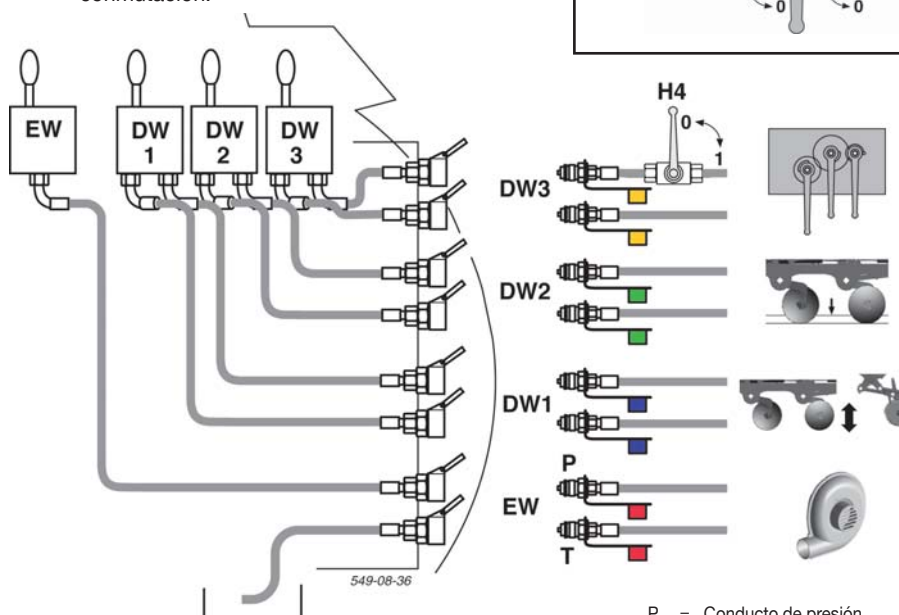 conmutación.
0 0
H4
0
1
EW
DW 1
DW 2
DW 3
DW3
DW2
DW1
P
EW
T
549-08-36
P = Conducto de presión